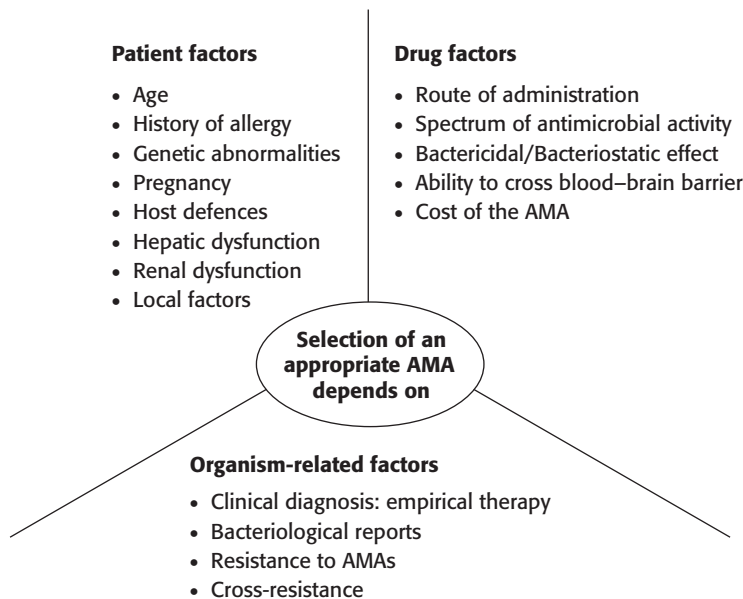 Patient factors
• Age
• History of allergy
• Genetic abnormalities
• Pregnancy
• Host defences
• Hepatic dysfunction
• Renal dysfunction
• Local factors
Drug factors
• Route of administration
• Spectrum of antimicrobial activity
• Bactericidal/Bacteriostatic effect
• Ability to cross blood–brain barrier
• Cost of the AMA
Selection of an
appropriate AMA
depends on
Organism-related factors
• Clinical diagnosis: empirical therapy
• Bacteriological reports
• Resistance to AMAs
• Cross-resistance